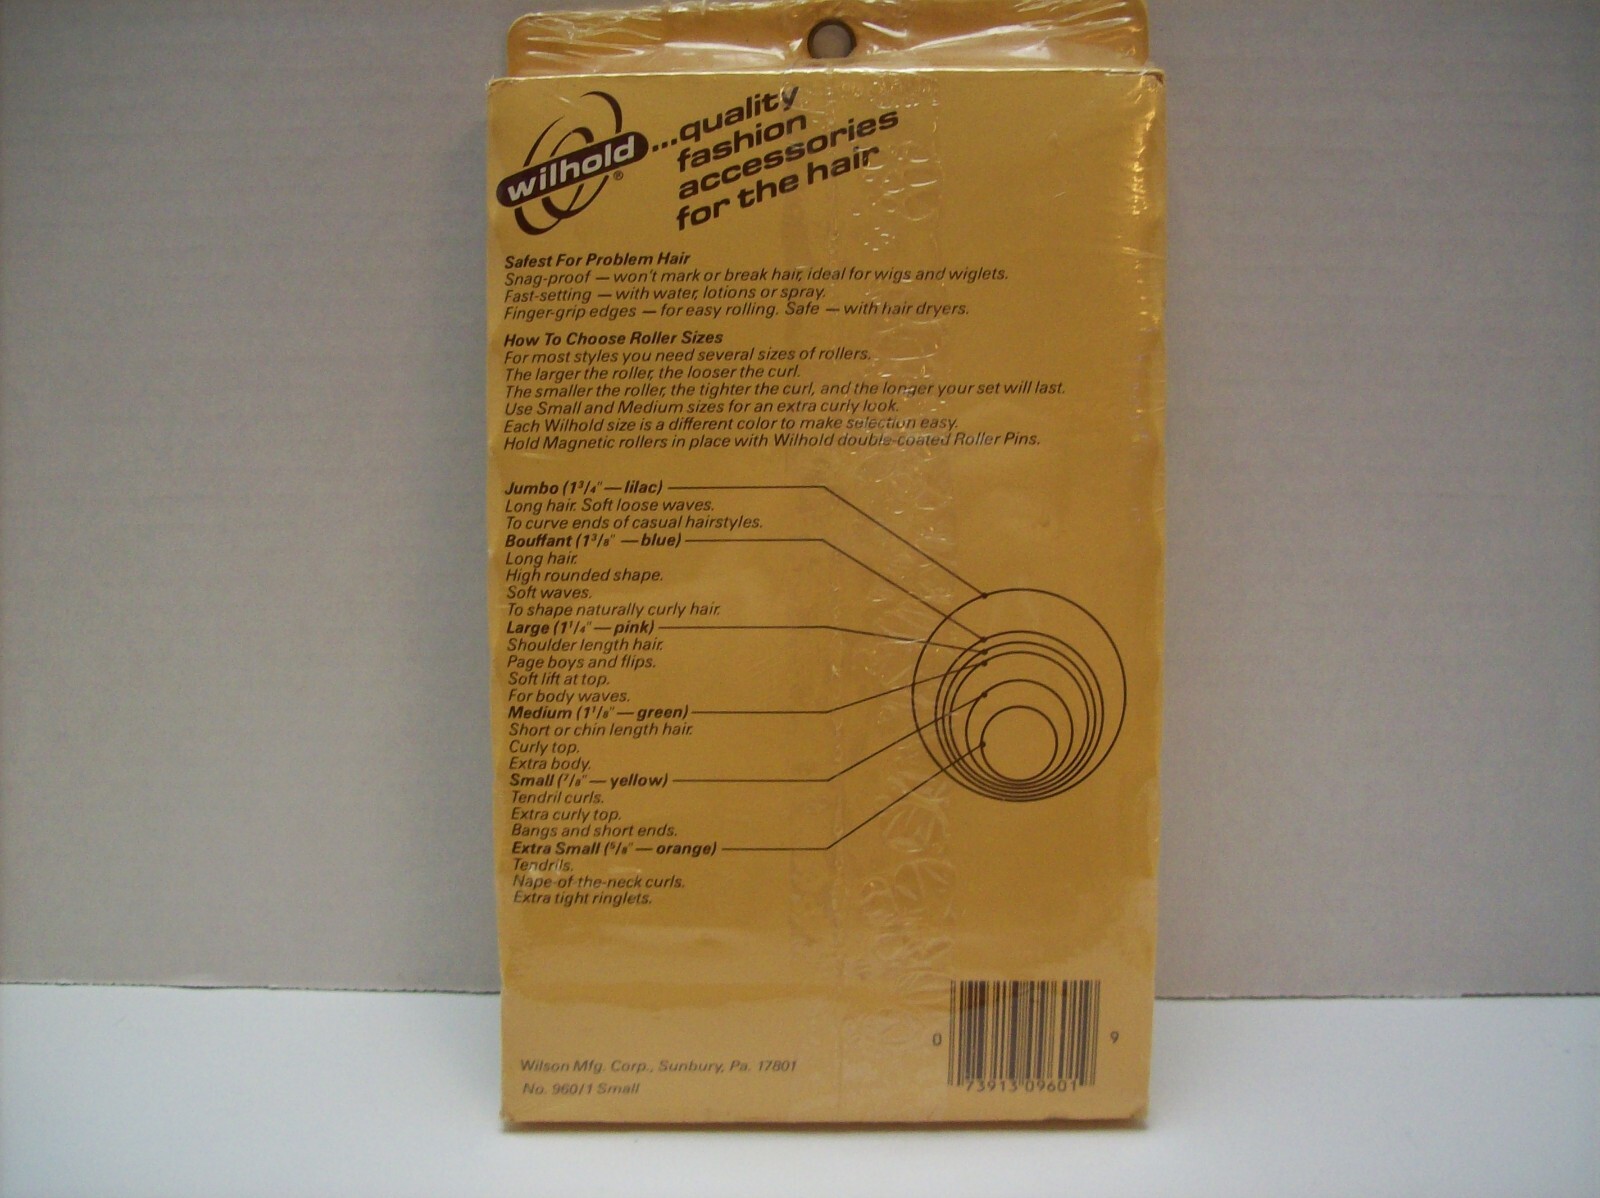 wilhold ®
...quality
fashion
accessories
for the hair
Safest For Problem Hair
Snag-proof — won't mark or break hair, ideal for wigs and wiglets.
Fast-setting — with water, lotions or spray.
Finger-grip edges — for easy rolling. Safe — with hair dryers.
How To Choose Roller Sizes
For most styles you need several sizes of rollers.
The larger the roller, the looser the curl.
The smaller the roller, the tighter the curl, and the longer your set will last.
Use Small and Medium sizes for an extra curly look.
Each Wilhold size is a different color to make selection easy.
Hold Magnetic rollers in place with Wilhold double-coated Roller Pins.
Jumbo (1 3/4" — lilac)
Long hair. Soft loose waves.
To curve ends of casual hairstyles.
Bouffant (1 3/8" — blue)
Long hair.
High rounded shape.
Soft waves.
To shape naturally curly hair.
Large (1 1/4" — pink)
Shoulder length hair.
Page boys and flips.
Soft lift at top.
For body waves.
Medium (1 1/8" — green)
Short or chin length hair.
Curly top.
Extra body.
Small (7/8" — yellow)
Tendril curls.
Extra curly top.
Bangs and short ends.
Extra Small (5/8" — orange)
Tendrils.
Nape-of-the-neck curls.
Extra tight ringlets.
Wilson Mfg. Corp., Sunbury, Pa. 17801
No. 960/1 Small
0 73913 09601 9